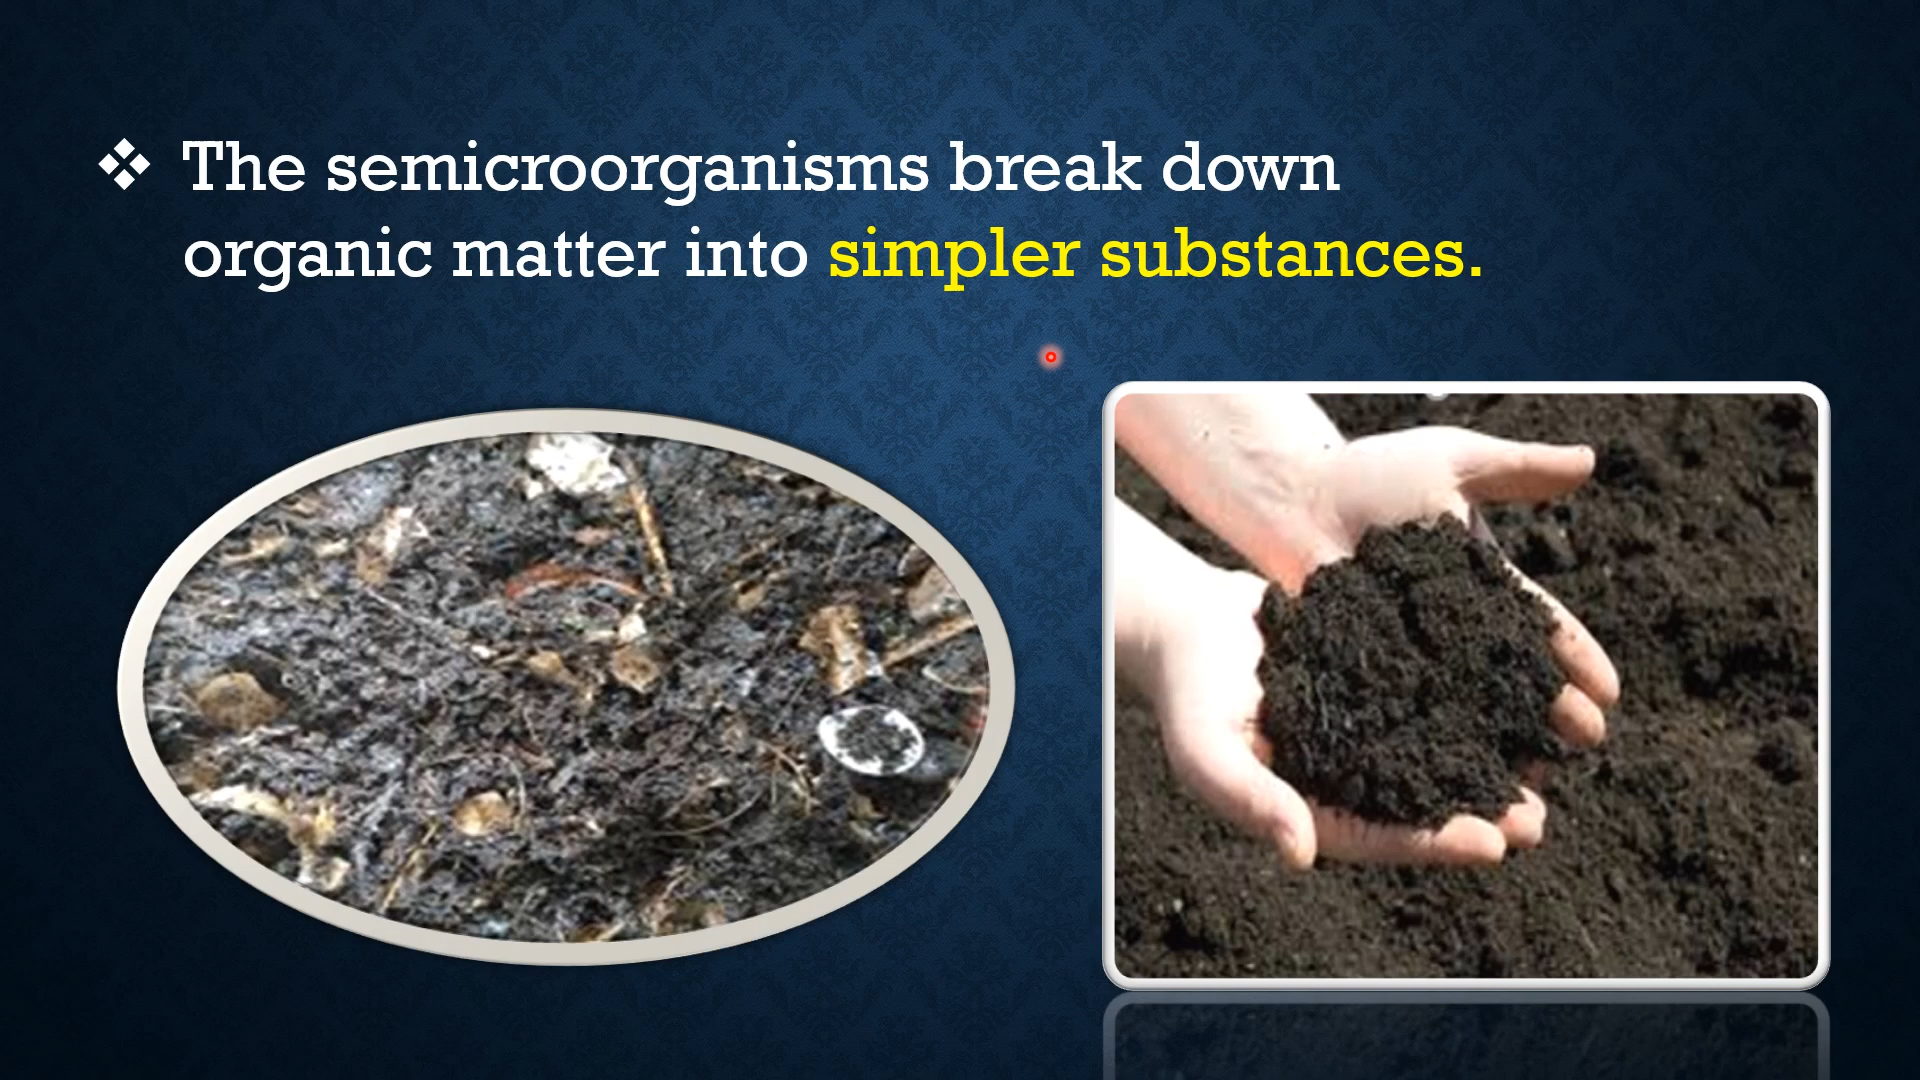 ❖ The semicroorganisms break down
organic matter into simpler substances.